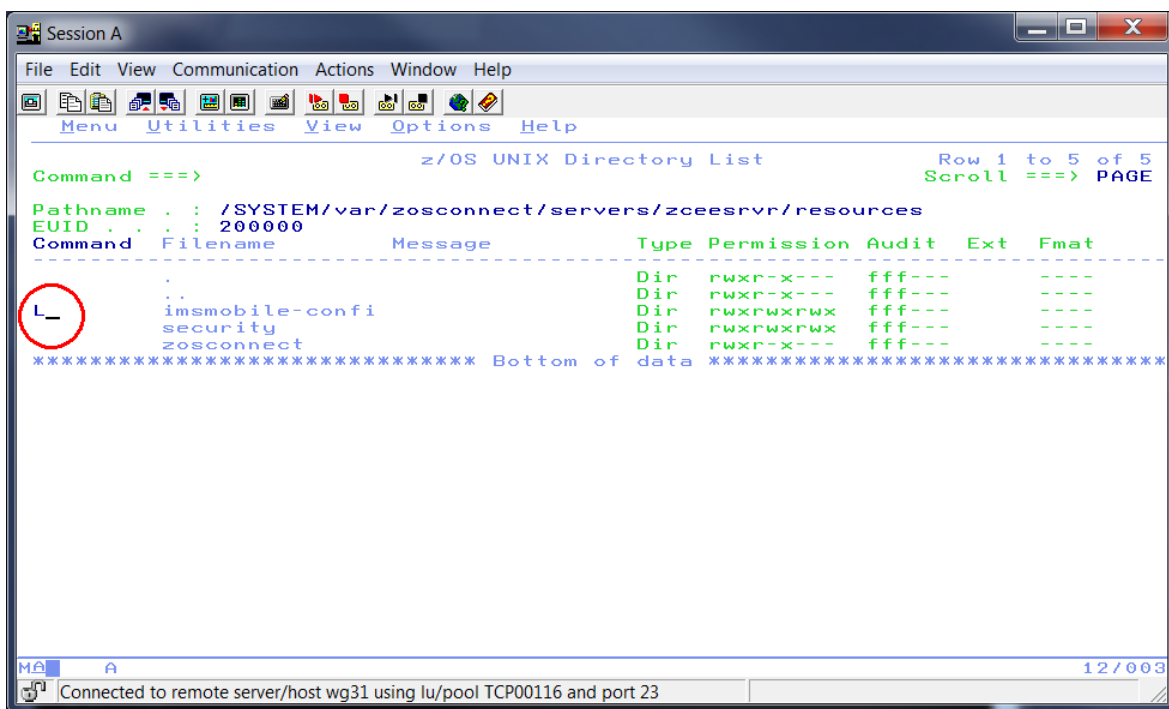 Session A
File Edit View Communication Actions Window Help
Menu Utilities View Options Help
z/OS UNIX Directory List Row 1 to 5 of 5
Command ===> Scroll ===> PAGE
Pathname . : /SYSTEM/var/zosconnect/servers/zceesrvr/resources
EUID . . . : 200000
Command Filename Message Type Permission Audit Ext Fmat
- - - - - - - - - - - - - - - - - - - - - - - - - - - - - - - - - - - - - - -
. Dir rwxr-x--- fff--- ----
.. Dir rwxr-x--- fff--- ----
L_ imsmobile-confi Dir rwxrwxrwx fff--- ----
security Dir rwxrwxrwx fff--- ----
zosconnect Dir rwxr-x--- fff--- ----
******************************* Bottom of data ********************************
MA A 12/003
Connected to remote server/host wg31 using lu/pool TCP00116 and port 23